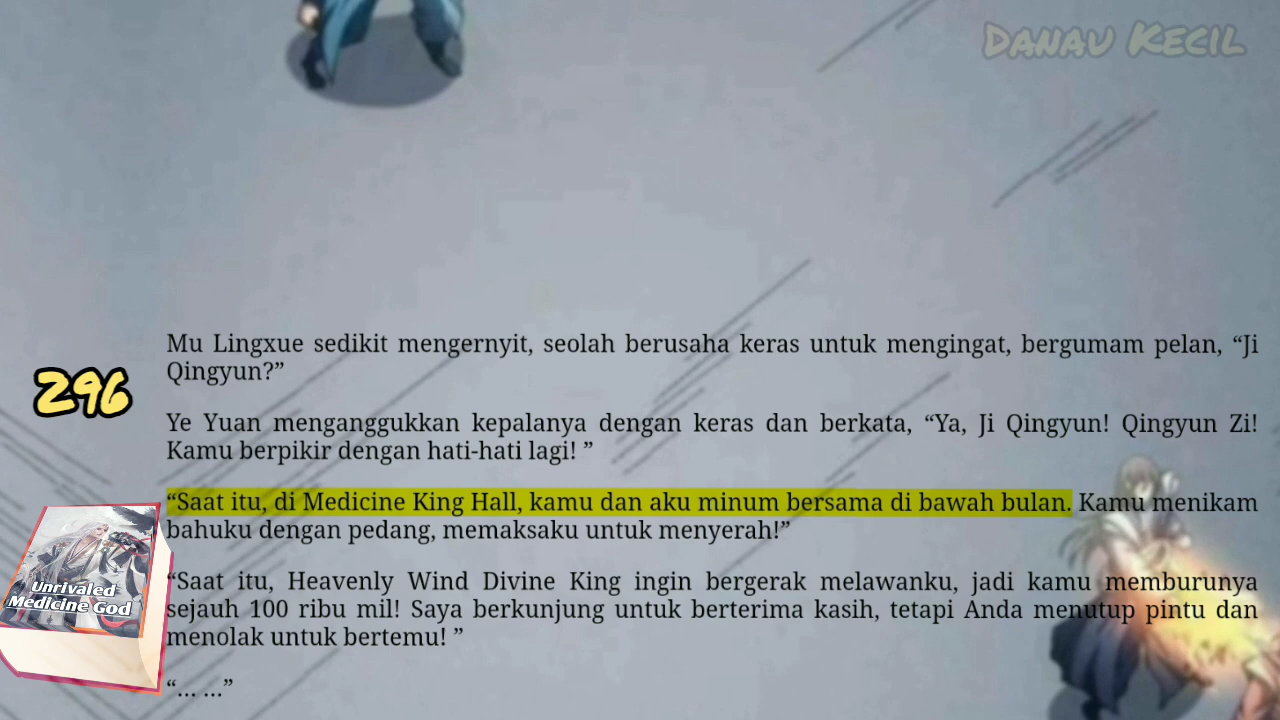 Danau Kecil
Mu Lingxue sedikit mengernyit, seolah berusaha keras untuk mengingat, bergumam pelan, “Ji
Qingyun?”
296
Ye Yuan menganggukkan kepalanya dengan keras dan berkata, “Ya, Ji Qingyun! Qingyun Zi!
Kamu berpikir dengan hati-hati lagi! ”
“Saat itu, di Medicine King Hall, kamu dan aku minum bersama di bawah bulan. Kamu menikam
bahuku dengan pedang, memaksaku untuk menyerah!”
“Saat itu, Heavenly Wind Divine King ingin bergerak melawanku, jadi kamu memburunya
sejauh 100 ribu mil! Saya berkunjung untuk berterima kasih, tetapi Anda menutup pintu dan
menolak untuk bertemu! ”
“... ...”
Unrivaled
Medicine God